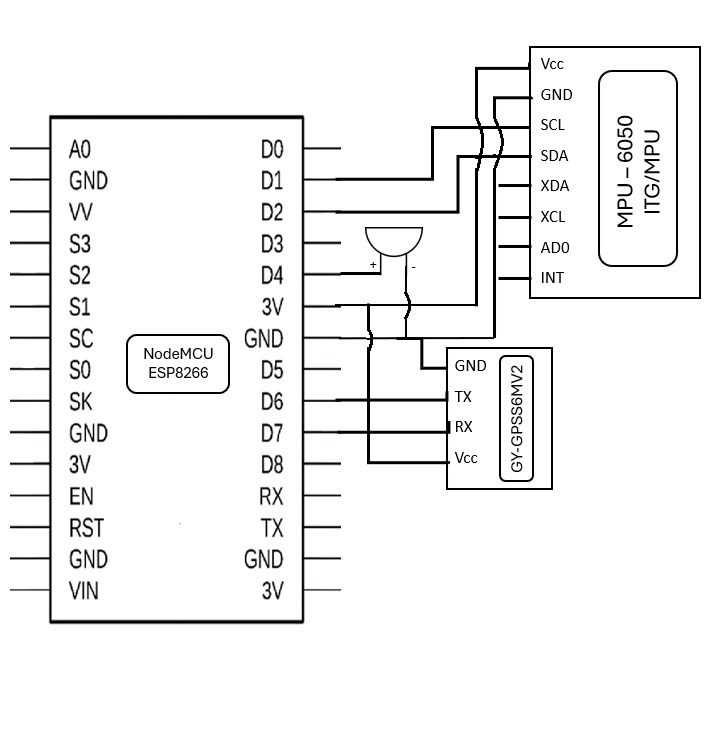 A0
GND
VV
S3
S2
S1
SC
S0
SK
GND
3V
EN
RST
GND
VIN
NodeMCU
ESP8266
D0
D1
D2
D3
D4
3V
GND
D5
D6
D7
D8
RX
TX
GND
3V
+ -
Vcc
GND
SCL
SDA
XDA
XCL
AD0
INT
MPU – 6050
ITG/MPU
GND
TX
RX
Vcc
GY-GPSS6MV2